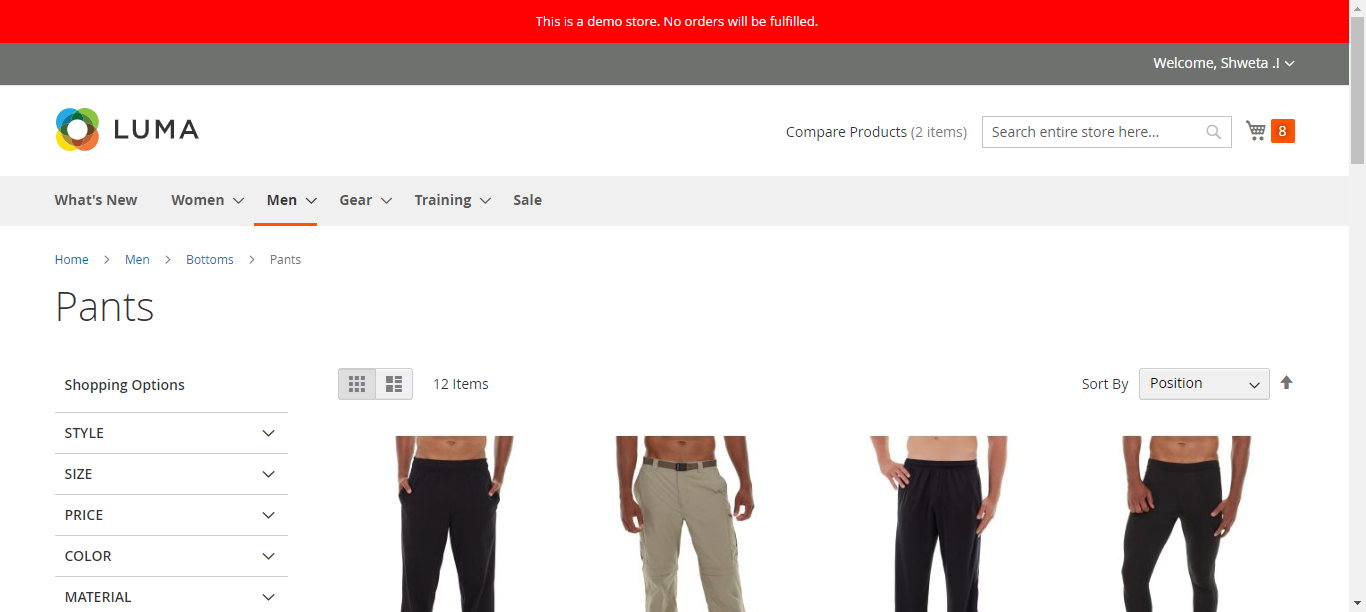 This is a demo store. No orders will be fulfilled.
Welcome, Shweta .!
LUMA
Compare Products (2 items)
Search entire store here...
8
What's New
Women
Men
Gear
Training
Sale
Home > Men > Bottoms > Pants
Pants
Shopping Options
12 Items
Sort By
Position
STYLE
SIZE
PRICE
COLOR
MATERIAL